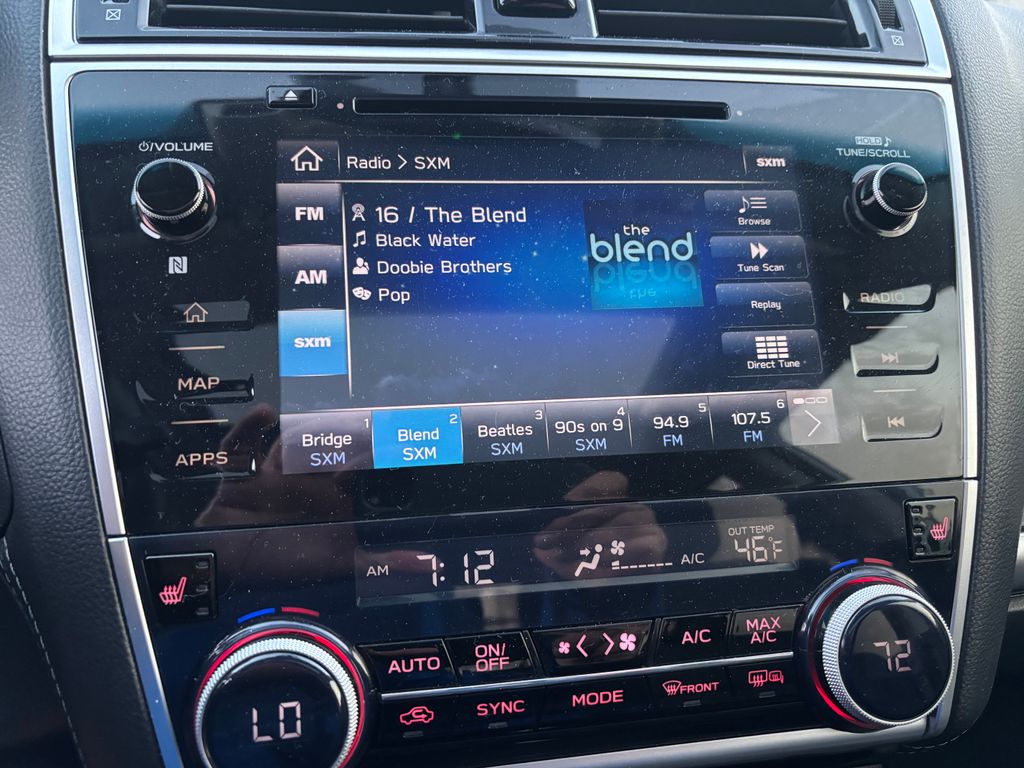 ⏻/VOLUME
HOLD ♪
TUNE/SCROLL
Radio > SXM
sxm
FM
16 / The Blend
Black Water
Doobie Brothers
Pop
the
blend
Browse
AM
Tune Scan
Replay
sxm
Direct Tune
N
MAP
APPS
RADIO
1
Bridge
SXM
2
Blend
SXM
3
Beatles
SXM
4
90s on 9
SXM
5
94.9
FM
6
107.5
FM
AM 7:12
A/C
OUT TEMP
46°F
AUTO
ON/
OFF
A/C
MAX
A/C
SYNC
MODE
FRONT
LO
72